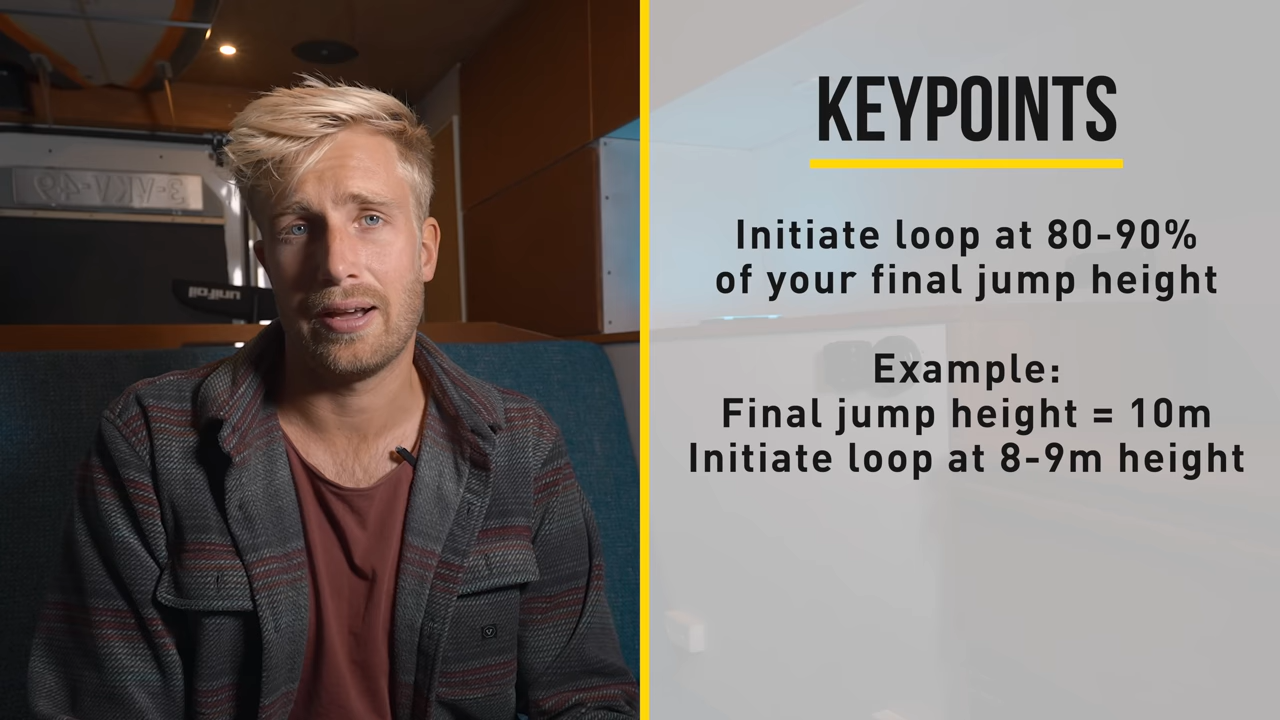 KEYPOINTS
Initiate loop at 80-90%
of your final jump height
Example:
Final jump height = 10m
Initiate loop at 8-9m height
unifoil